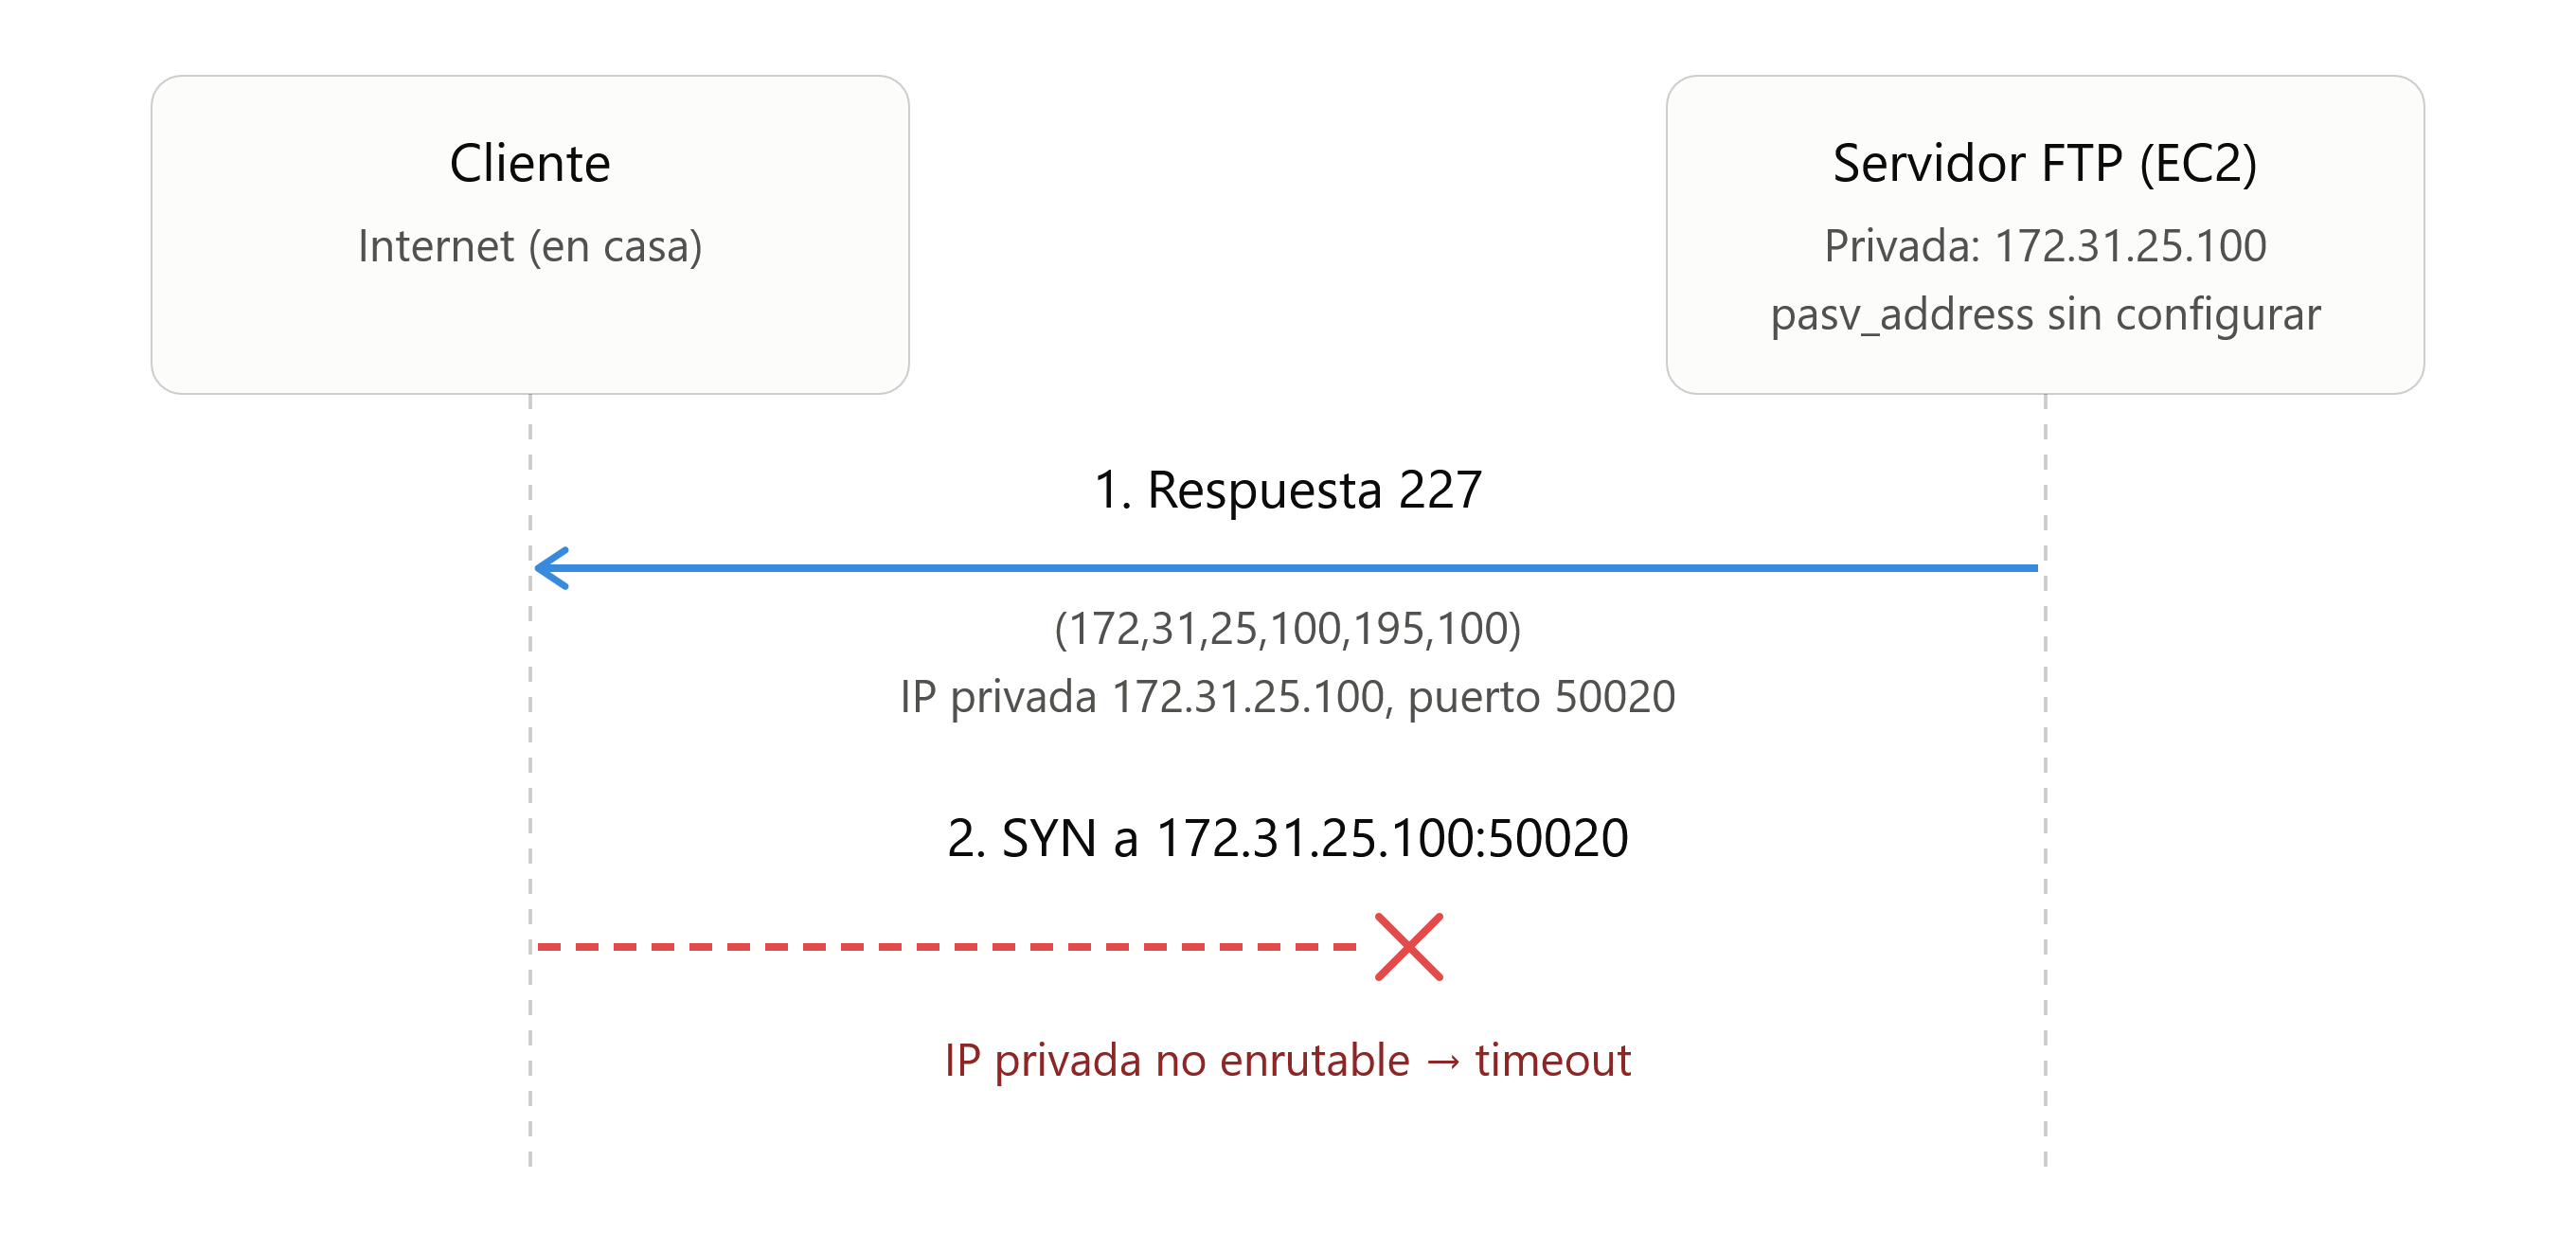 Cliente
Internet (en casa)
Servidor FTP (EC2)
Privada: 172.31.25.100
pasv_address sin configurar
1. Respuesta 227
(172,31,25,100,195,100)
IP privada 172.31.25.100, puerto 50020
2. SYN a 172.31.25.100:50020
IP privada no enrutable → timeout